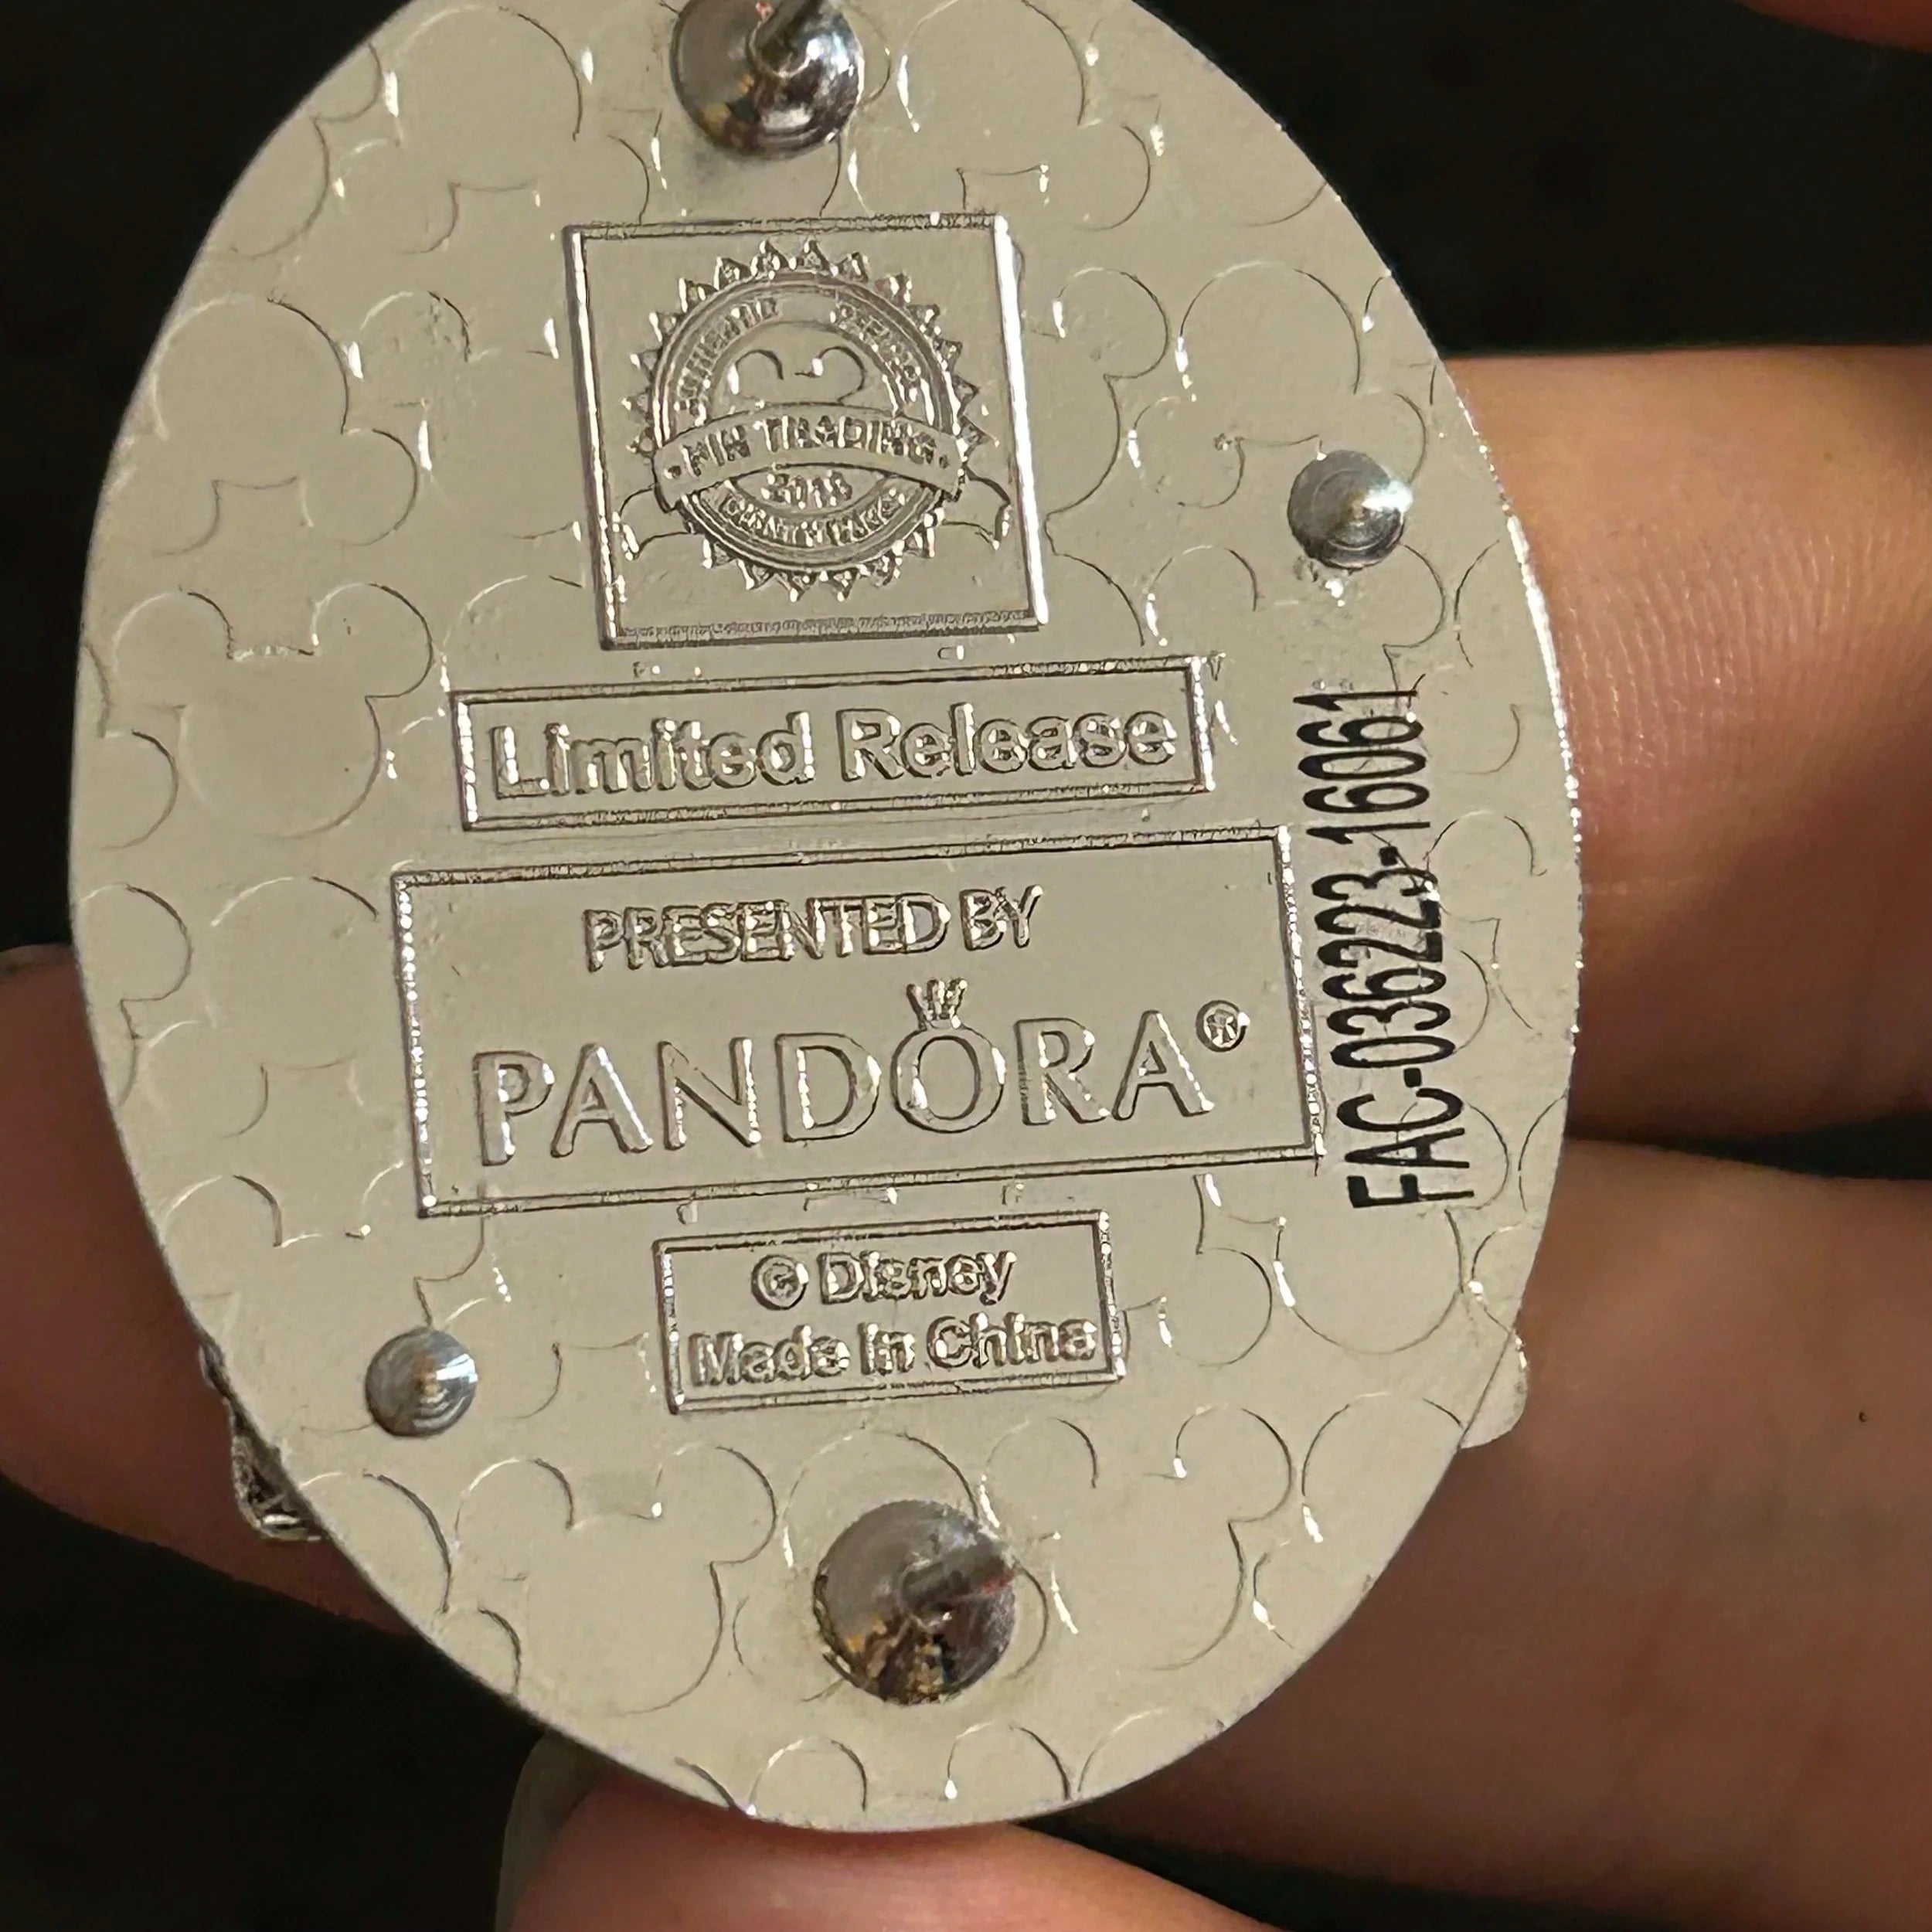 PIN TRADING
Limited Release
PRESENTED BY
PANDORA®
© Disney
Made in China
FAC-036223-16061